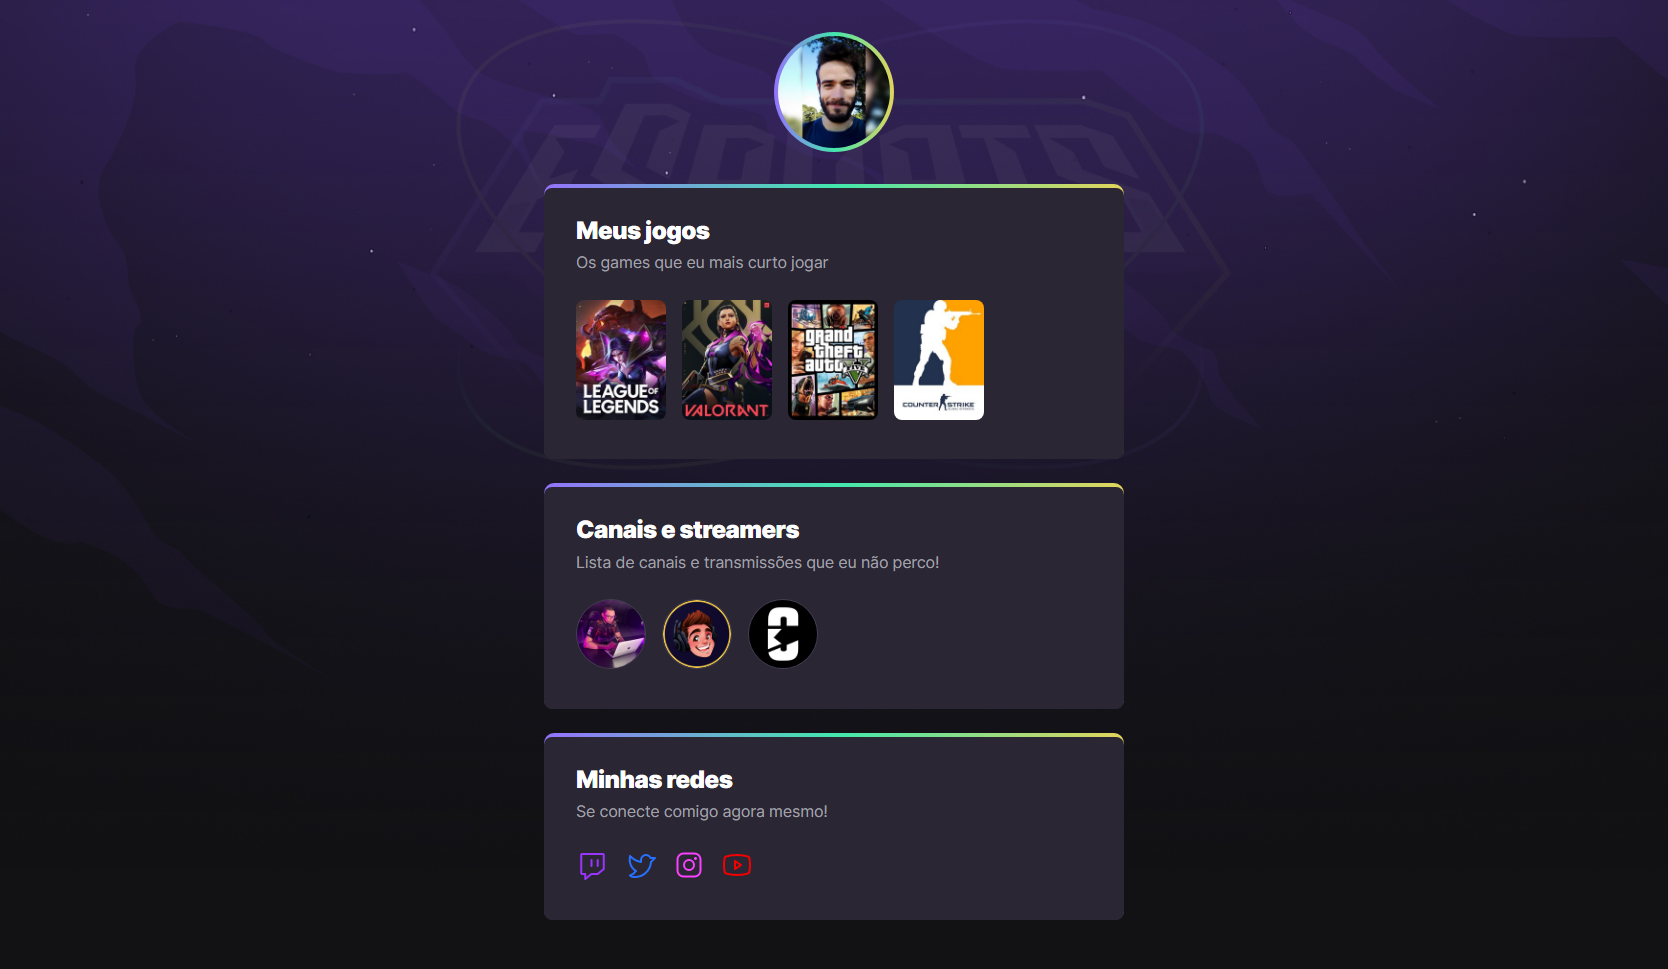 ESPORTS
Meus jogos
Os games que eu mais curto jogar
LEAGUE OF
LEGENDS
VALORANT
grand
theft
auto V
COUNTER STRIKE
Canais e streamers
Lista de canais e transmissões que eu não perco!
Minhas redes
Se conecte comigo agora mesmo!